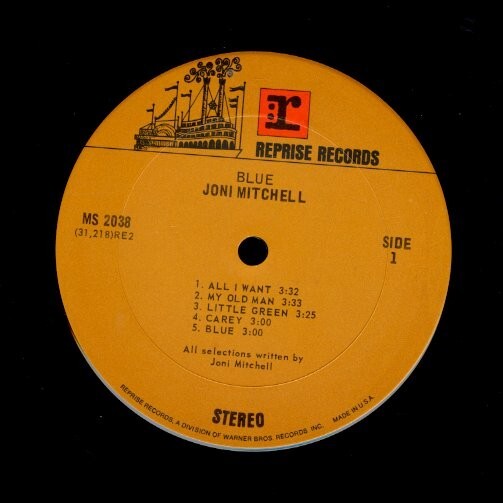 r
REPRISE RECORDS
BLUE
JONI MITCHELL
MS 2038
(31,218)RE2
SIDE
1
1. ALL I WANT 3:32
2. MY OLD MAN 3:33
3. LITTLE GREEN 3:25
4. CAREY 3:00
5. BLUE 3:00
All selections written by
Joni Mitchell
STEREO
REPRISE RECORDS, A DIVISION OF WARNER BROS. RECORDS, INC. MADE IN U.S.A.